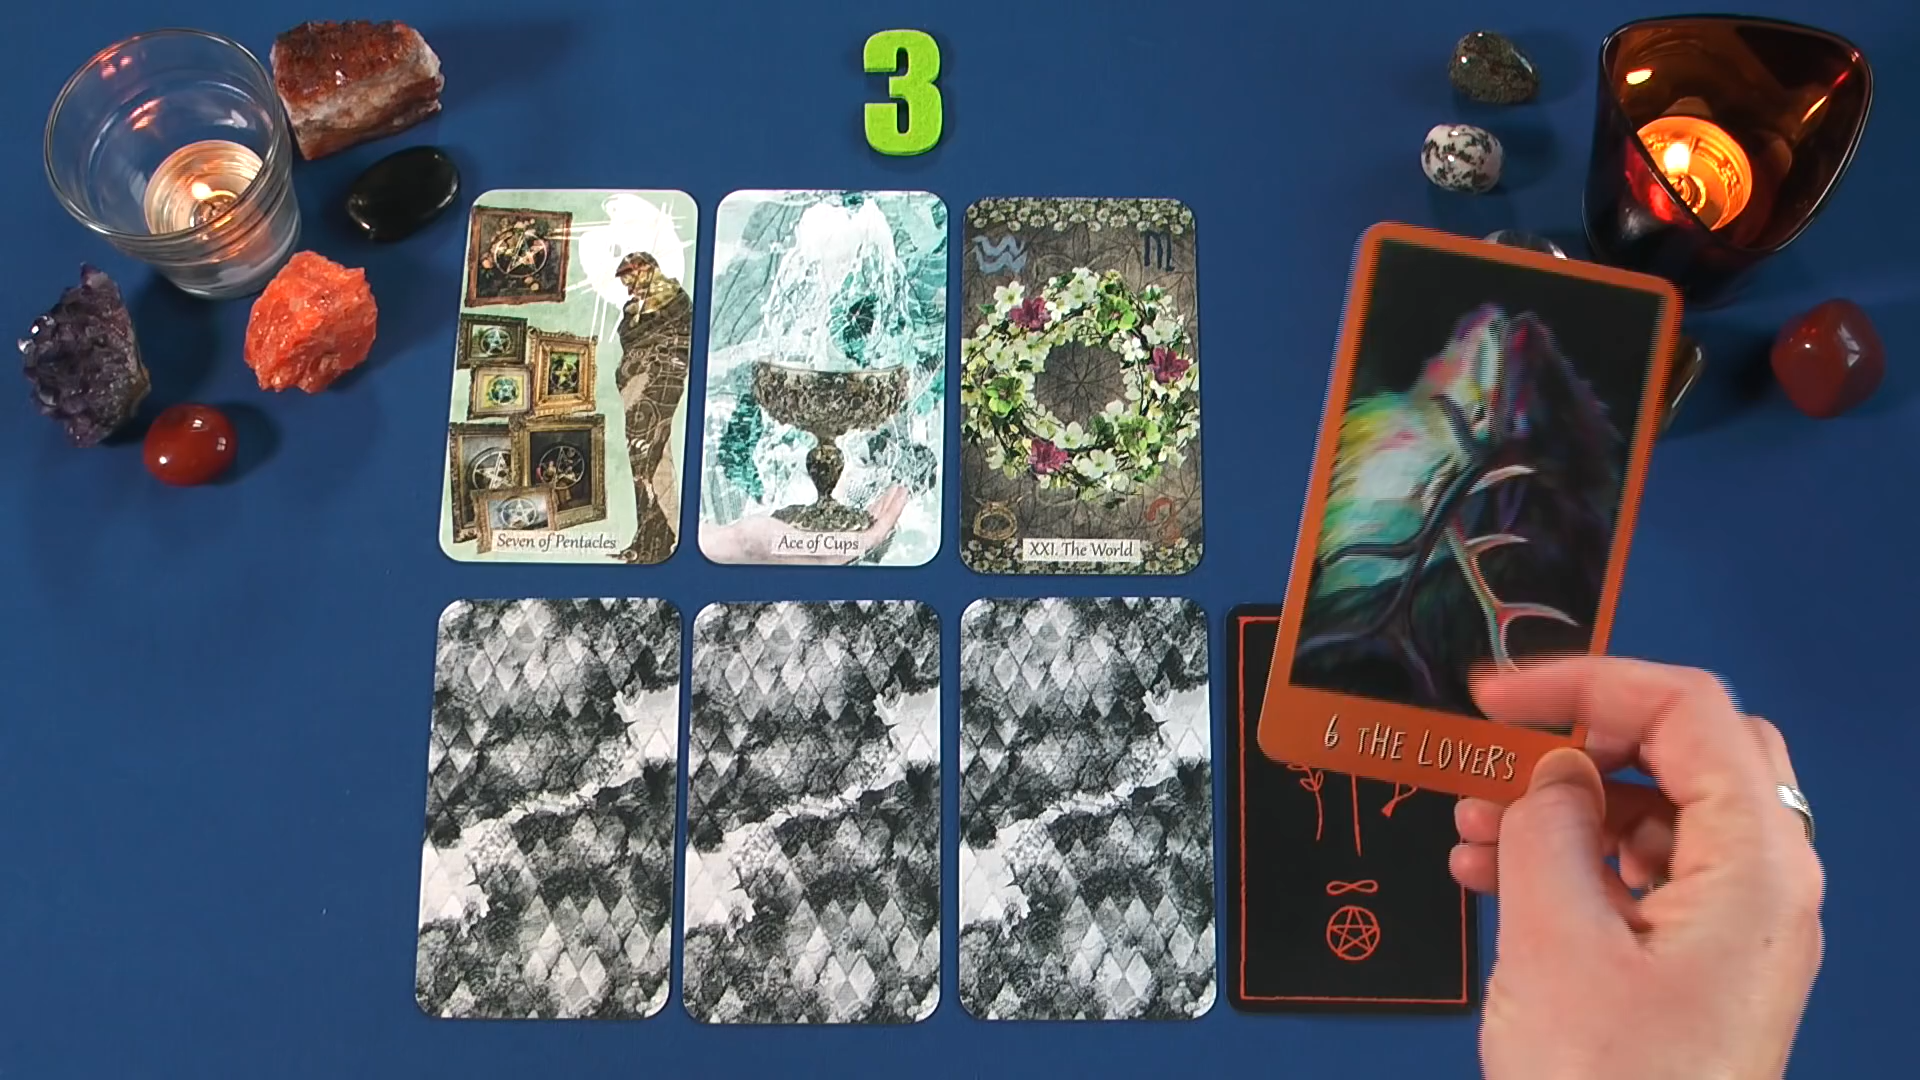 3
Seven of Pentacles
Ace of Cups
XXI. The World
6 THE LOVERS